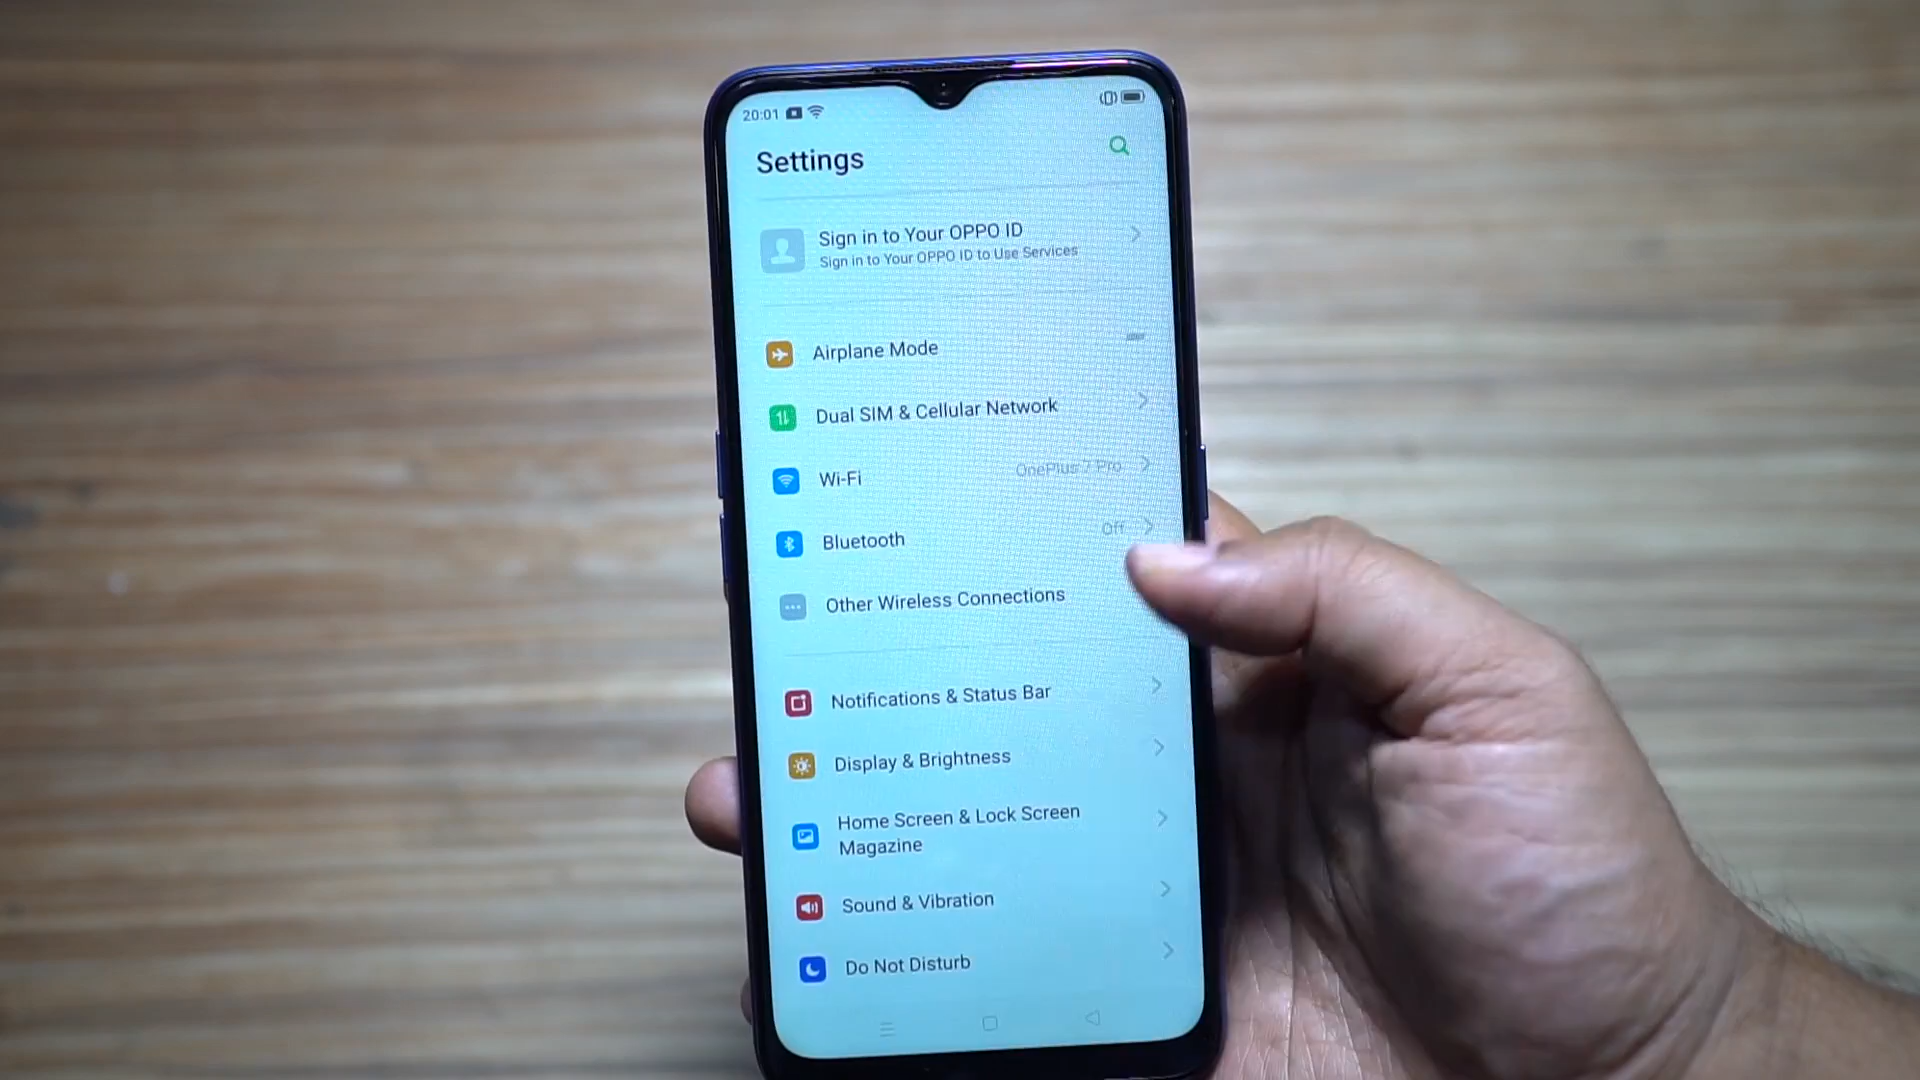 20:01
Settings
Sign in to Your OPPO ID
Sign in to Your OPPO ID to Use Services
Airplane Mode
Dual SIM & Cellular Network
Wi-Fi OnePlus 7 Pro
Bluetooth Off
Other Wireless Connections
Notifications & Status Bar
Display & Brightness
Home Screen & Lock Screen
Magazine
Sound & Vibration
Do Not Disturb